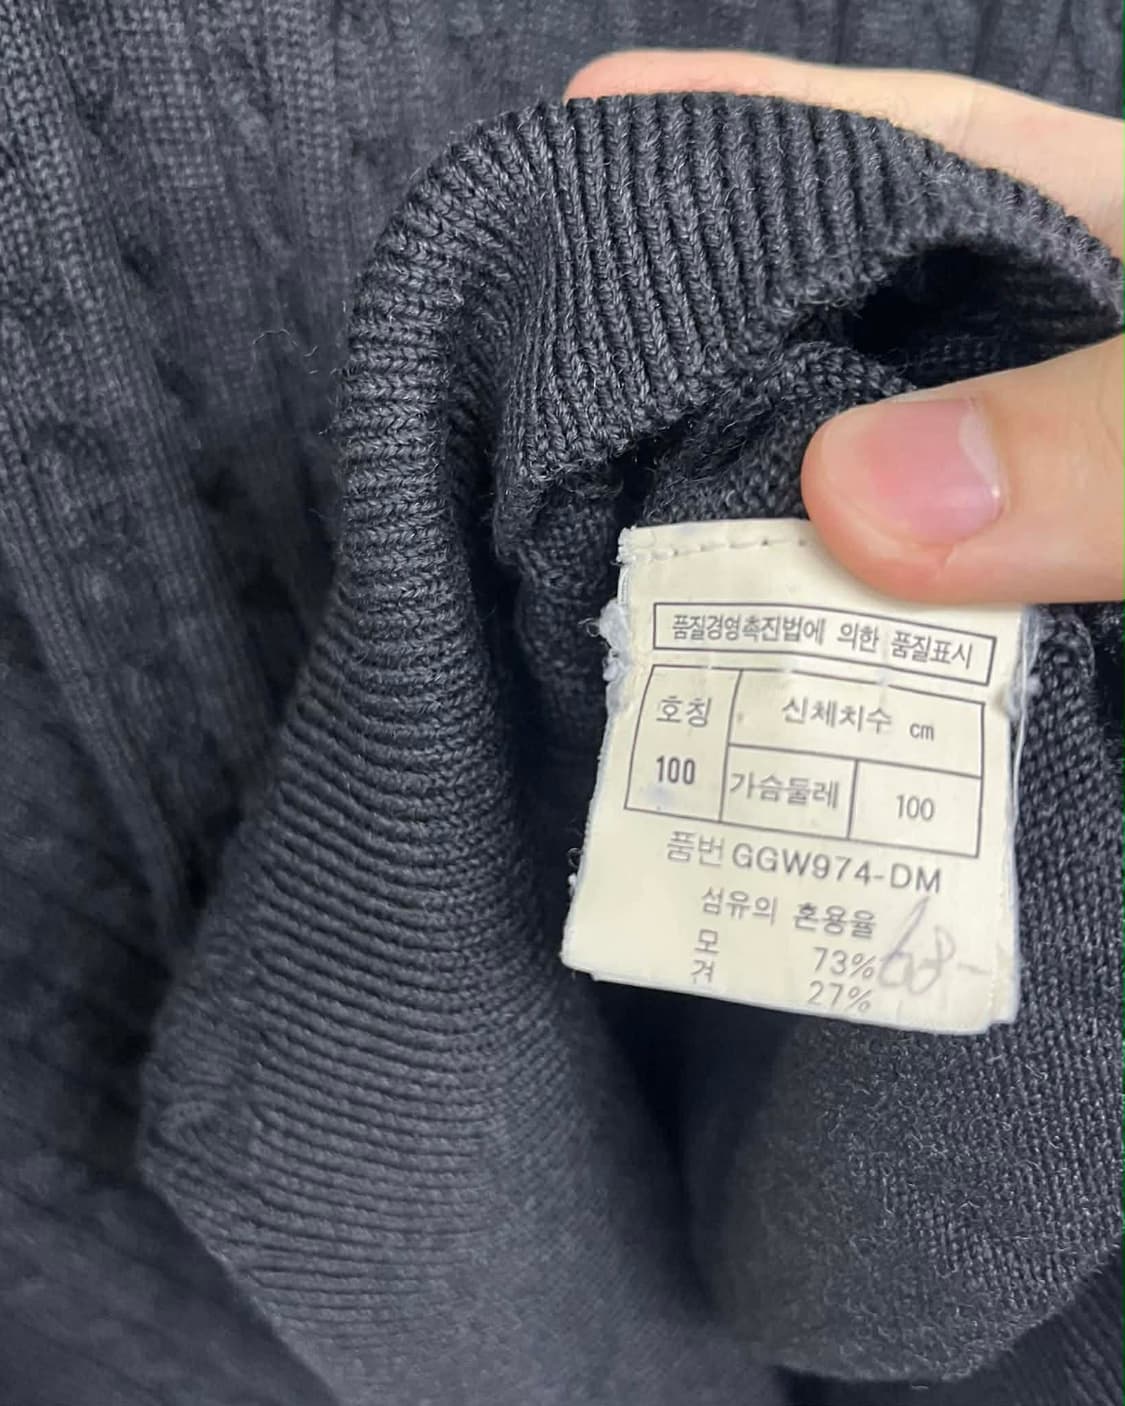 품질경영촉진법에 의한 품질표시
호칭 신체치수 cm
100 가슴둘레 100
품번 GGW974-DM
섬유의 혼용율
모 73%
견 27%